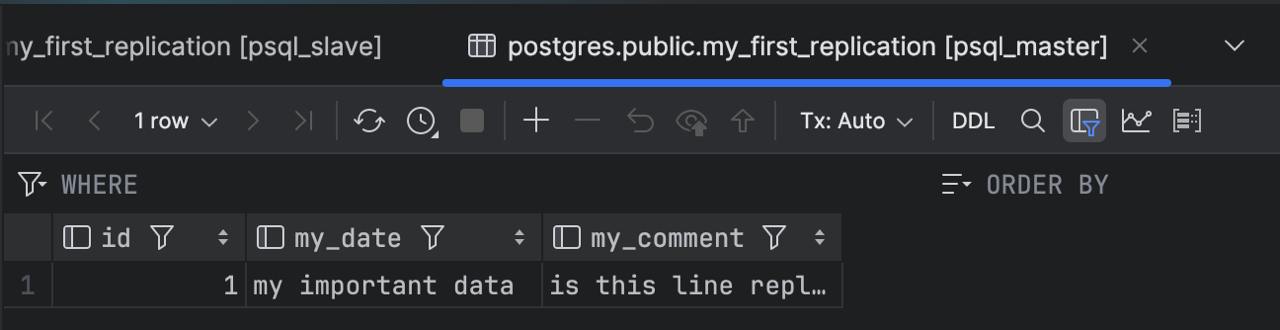 my_first_replication [psql_slave] postgres.public.my_first_replication [psql_master]
1 row Tx: Auto DDL
WHERE ORDER BY
id my_date my_comment
1 1 my important data is this line repl…